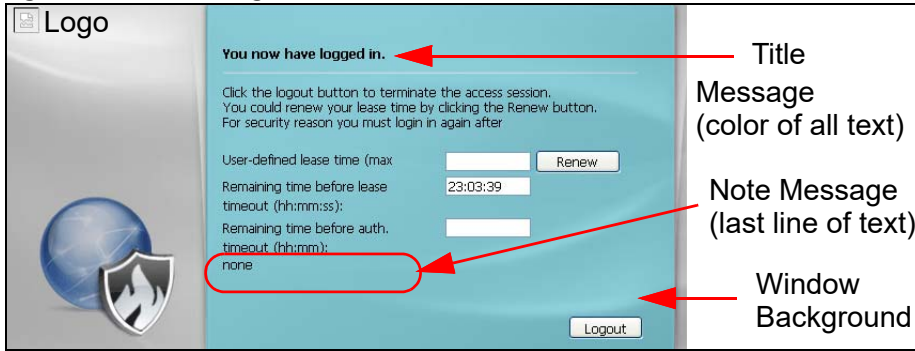 Logo
You now have logged in.
Click the logout button to terminate the access session.
You could renew your lease time by clicking the Renew button.
For security reason you must login in again after
User-defined lease time (max
Renew
Remaining time before lease
timeout (hh:mm:ss):
23:03:39
Remaining time before auth.
timeout (hh:mm):
none
Logout
Title
Message
(color of all text)
Note Message
(last line of text)
Window
Background